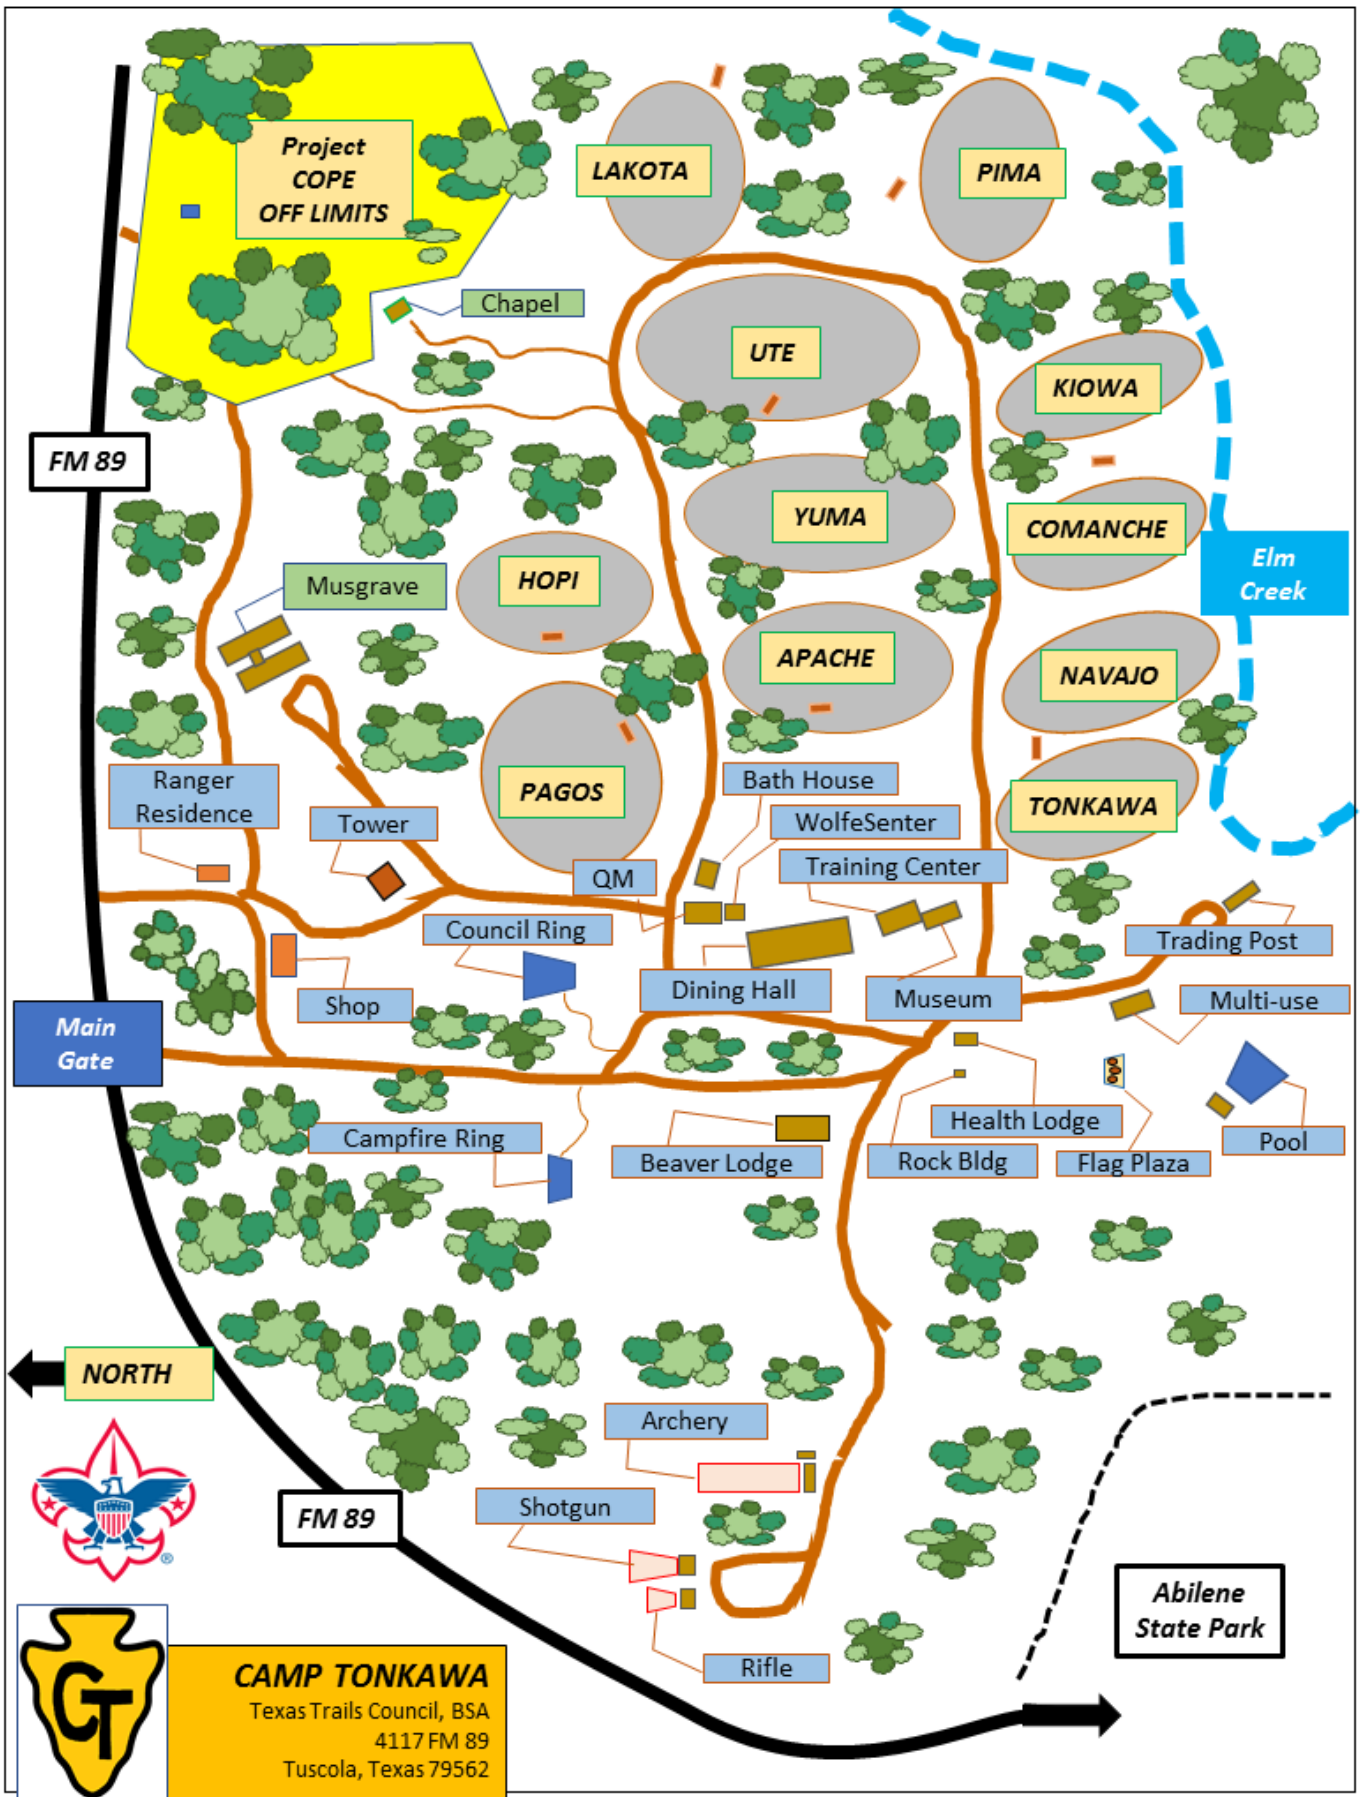 Project
COPE
OFF LIMITS
LAKOTA
PIMA
Chapel
UTE
KIOWA
FM 89
YUMA
COMANCHE
Elm
Creek
HOPI
Musgrave
APACHE
NAVAJO
Ranger
Residence
Tower
PAGOS
Bath House
WolfeSenter
Training Center
TONKAWA
QM
Council Ring
Trading Post
Shop
Dining Hall
Museum
Multi-use
Main
Gate
Campfire Ring
Beaver Lodge
Health Lodge
Rock Bldg
Flag Plaza
Pool
NORTH
Archery
Shotgun
FM 89
®
Rifle
Abilene
State Park
CT
CAMP TONKAWA
Texas Trails Council, BSA
4117 FM 89
Tuscola, Texas 79562